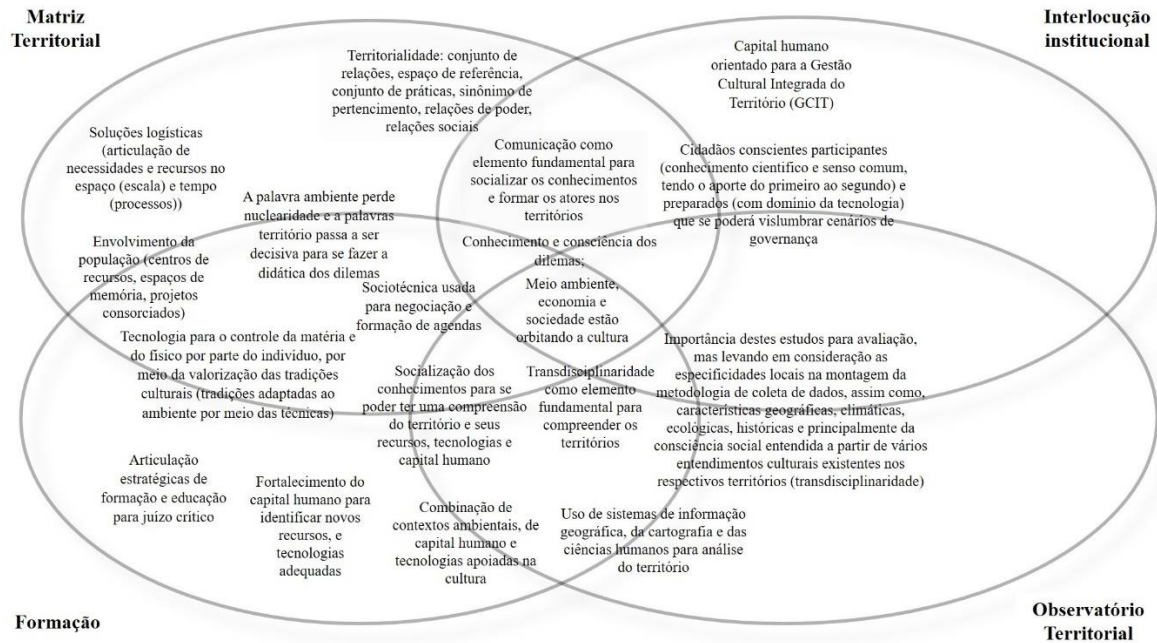 Matriz
Territorial
Interlocução
institucional
Territorialidade: conjunto de
relações, espaço de referência,
conjunto de práticas, sinônimo de
pertencimento, relações de poder,
relações sociais
Capital humano
orientado para a Gestão
Cultural Integrada do
Território (GCIT)
Soluções logísticas
(articulação de
necessidades e recursos no
espaço (escala) e tempo
(processos))
Comunicação como
elemento fundamental para
socializar os conhecimentos
e formar os atores nos
territórios
Cidadãos conscientes participantes
(conhecimento científico e senso comum,
tendo o aporte do primeiro ao segundo) e
preparados (com domínio da tecnologia)
que se poderá vislumbrar cenários de
governança
A palavra ambiente perde
nuclearidade e a palavras
território passa a ser
decisiva para se fazer a
didática dos dilemas
Envolvimento da
população (centros de
recursos, espaços de
memória, projetos
consorciados)
Conhecimento e consciência dos
dilemas;
Sociotécnica usada
para negociação e
formação de agendas
Meio ambiente,
economia e
sociedade estão
orbitando a cultura
Tecnologia para o controle da matéria e
do físico por parte do individuo, por
meio da valorização das tradições
culturais (tradições adaptadas ao
ambiente por meio das técnicas)
Socialização dos
conhecimentos para se
poder ter uma compreensão
do território e seus
recursos, tecnologias e
capital humano
Transdisciplinaridade
como elemento
fundamental para
compreender os
territórios
Importância destes estudos para avaliação,
mas levando em consideração as
especificidades locais na montagem da
metodologia de coleta de dados, assim como,
características geográficas, climáticas,
ecológicas, históricas e principalmente da
consciência social entendida a partir de vários
entendimentos culturais existentes nos
respectivos territórios (transdisciplinaridade)
Articulação
estratégicas de
formação e educação
para juízo crítico
Fortalecimento do
capital humano para
identificar novos
recursos, e
tecnologias
adequadas
Combinação de
contextos ambientais, de
capital humano e
tecnologias apoiadas na
cultura
Uso de sistemas de informação
geográfica, da cartografia e das
ciências humanos para análise
do território
Formação
Observatório
Territorial